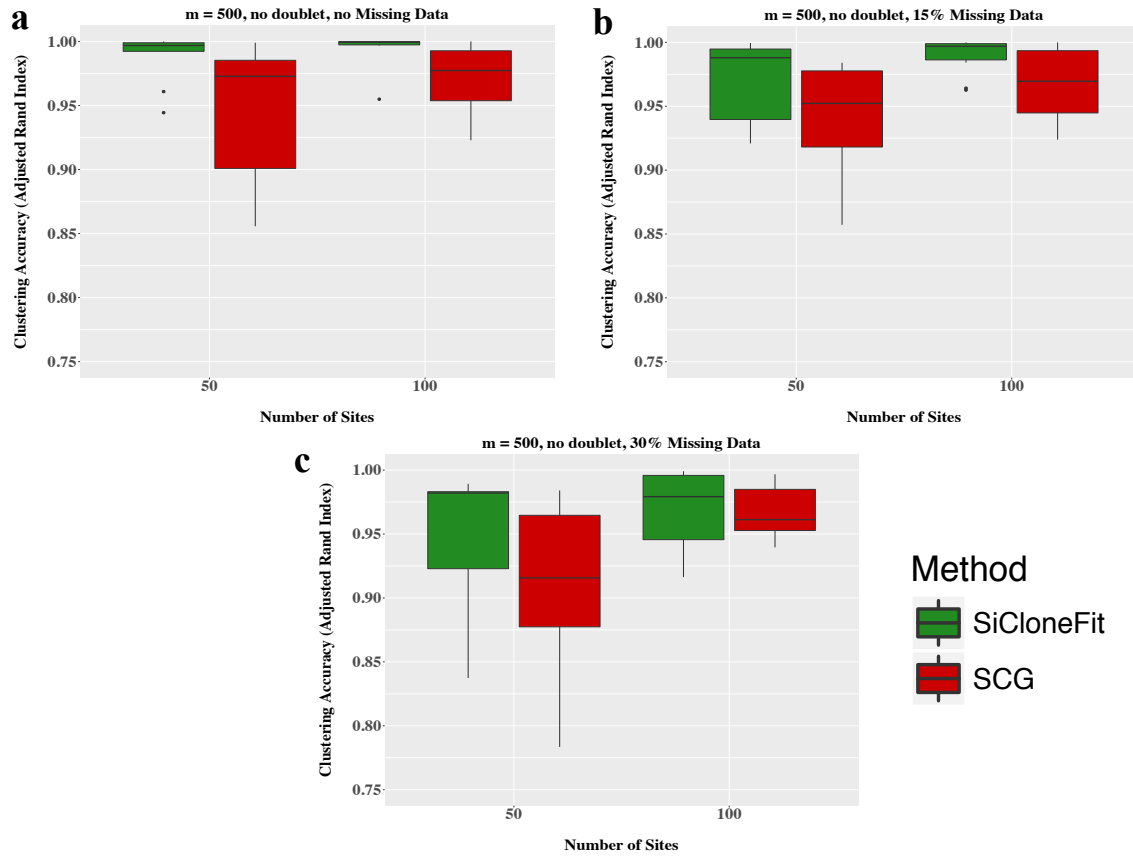 a
m = 500, no doublet, no Missing Data
Clustering Accuracy (Adjusted Rand Index)
1.00
0.95
0.90
0.85
0.80
0.75
50
100
Number of Sites
b
m = 500, no doublet, 15% Missing Data
Clustering Accuracy (Adjusted Rand Index)
1.00
0.95
0.90
0.85
0.80
0.75
50
100
Number of Sites
c
m = 500, no doublet, 30% Missing Data
Clustering Accuracy (Adjusted Rand Index)
1.00
0.95
0.90
0.85
0.80
0.75
50
100
Number of Sites
Method
SiCloneFit
SCG